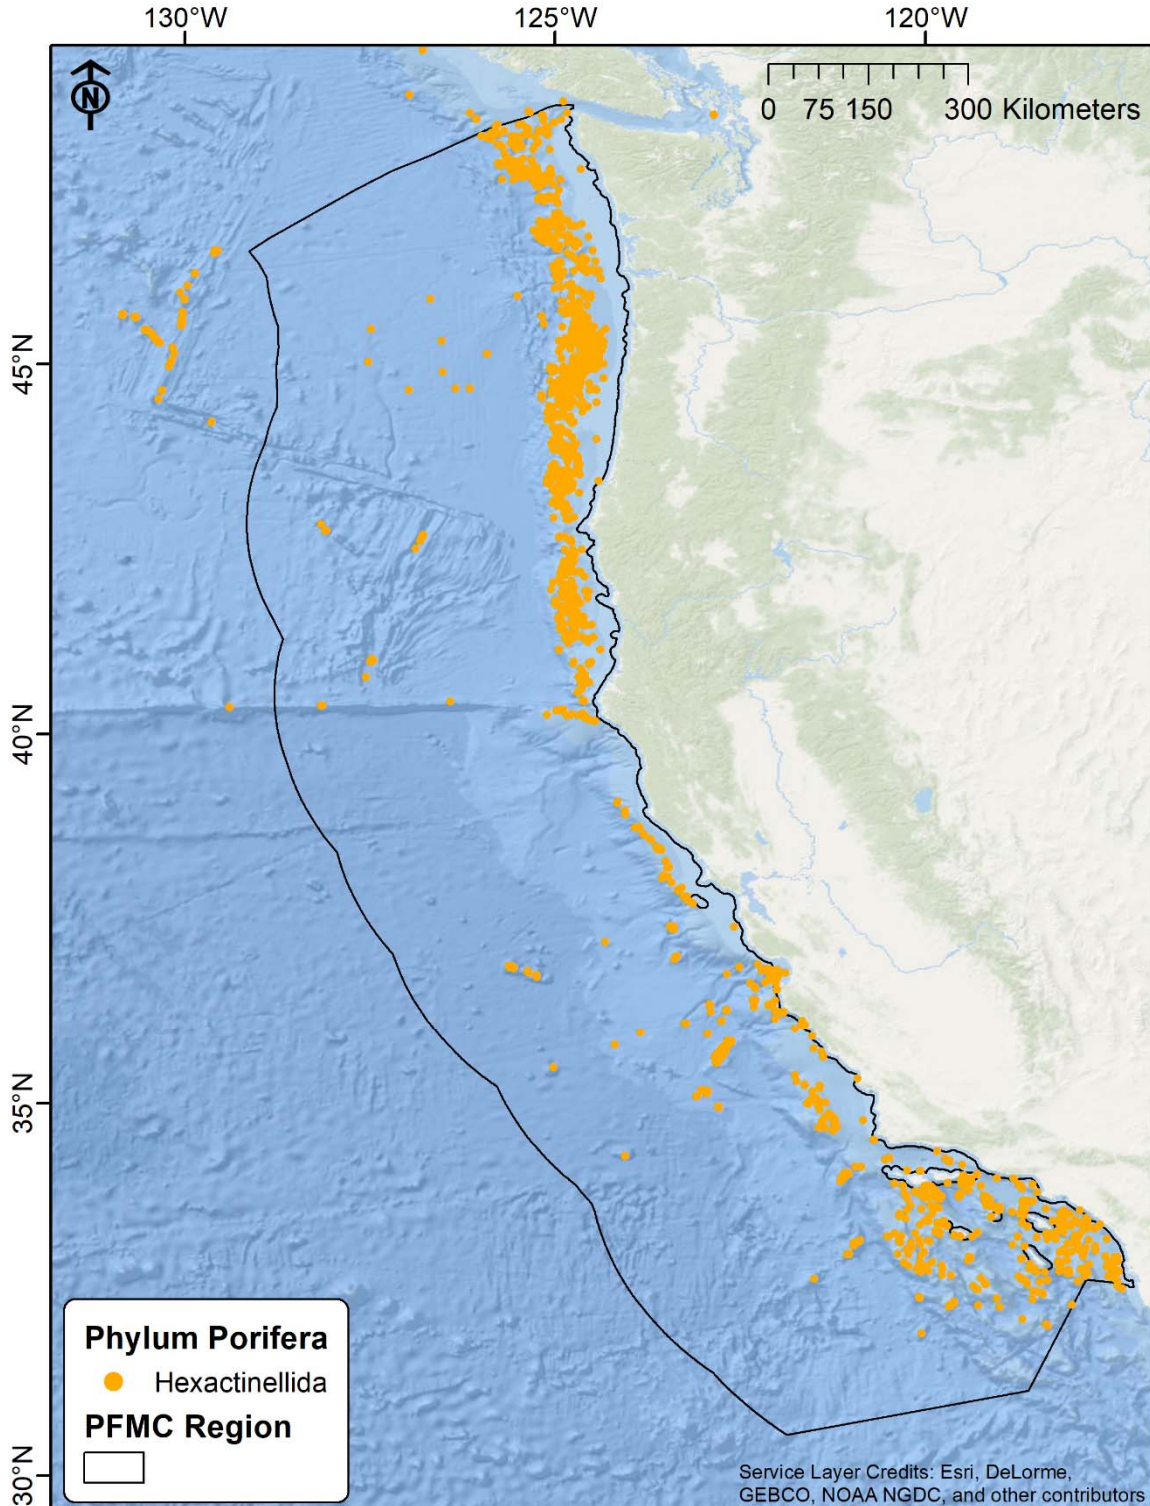 130°W 125°W 120°W
N
0 75 150 300 Kilometers
45°N
40°N
35°N
30°N
Phylum Porifera
Hexactinellida
PFMC Region
Service Layer Credits: Esri, DeLorme,
GEBCO, NOAA NGDC, and other contributors